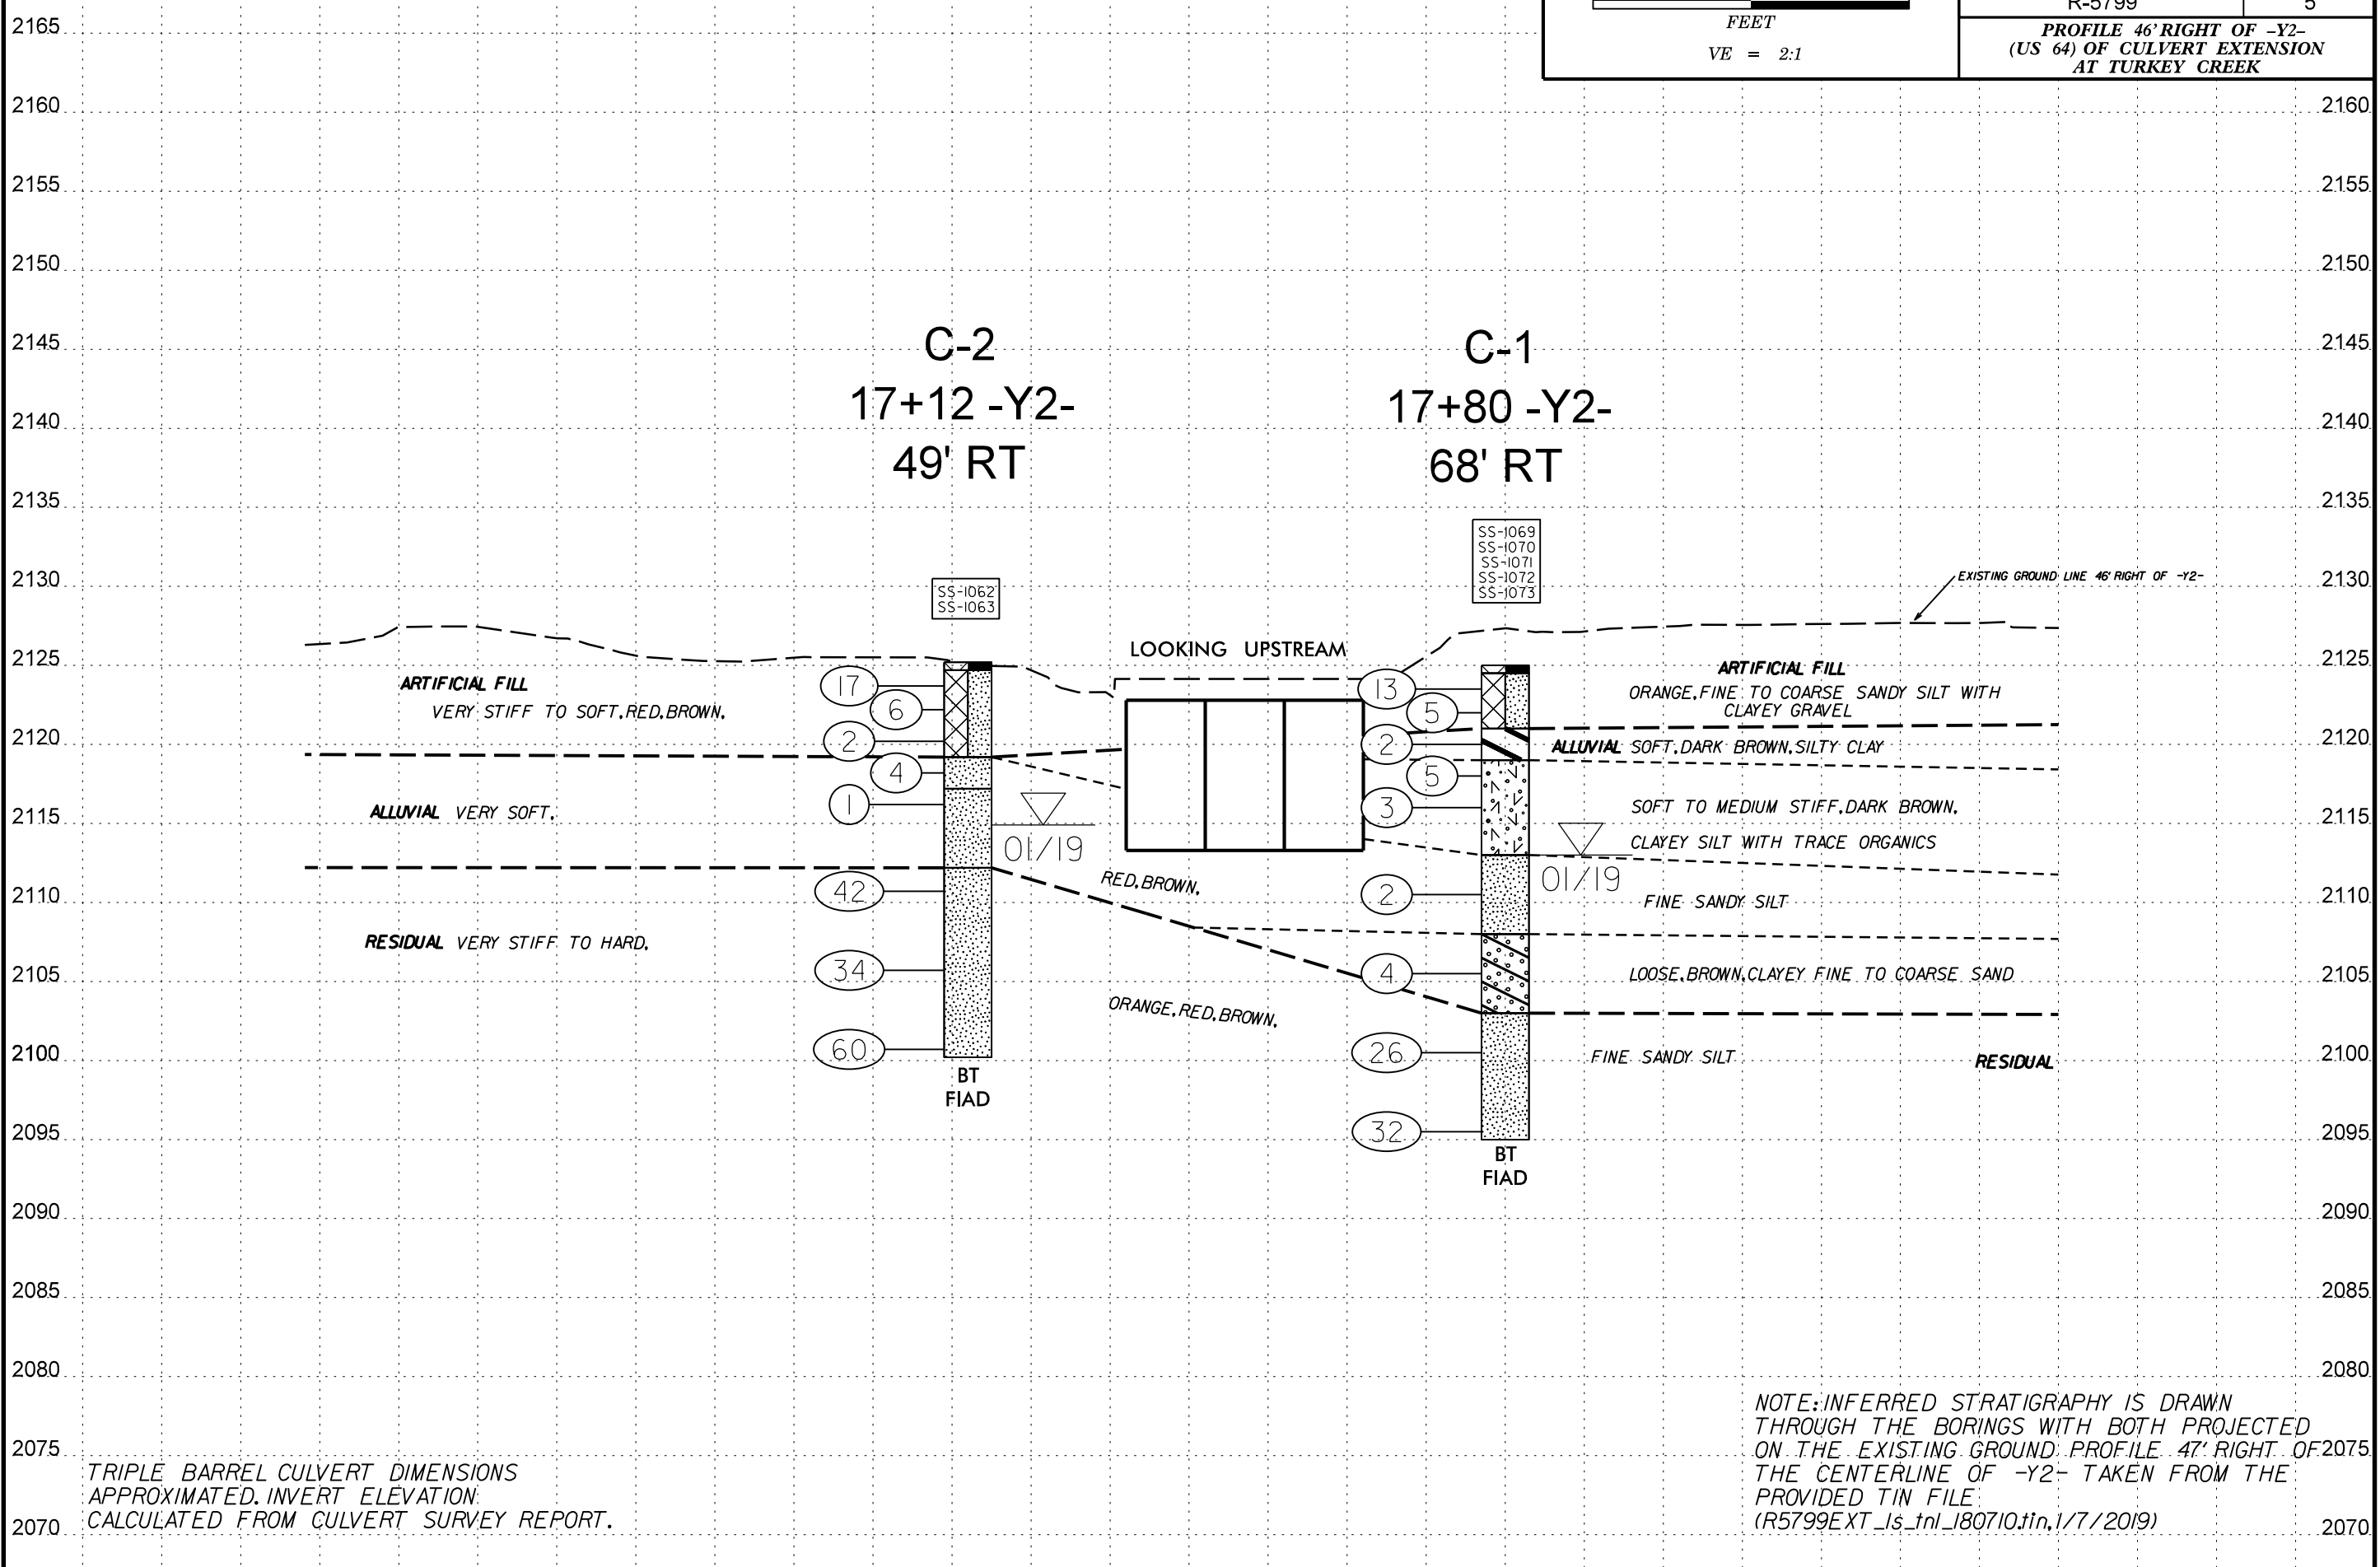 R-5799 5
FEET
VE = 2:1
PROFILE 46' RIGHT OF -Y2-
(US 64) OF CULVERT EXTENSION
AT TURKEY CREEK
2165
2160 2160
2155 2155
2150 2150
2145 2145
2140 2140
2135 2135
2130 2130
2125 2125
2120 2120
2115 2115
2110 2110
2105 2105
2100 2100
2095 2095
2090 2090
2085 2085
2080 2080
2075 2075
2070 2070
C-2
17+12 -Y2-
49' RT
SS-1062
SS-1063
C-1
17+80 -Y2-
68' RT
SS-1069
SS-1070
SS-1071
SS-1072
SS-1073
EXISTING GROUND LINE 46' RIGHT OF -Y2-
LOOKING UPSTREAM
ARTIFICIAL FILL
VERY STIFF TO SOFT, RED, BROWN,
ALLUVIAL VERY SOFT,
RESIDUAL VERY STIFF TO HARD,
17
6
2
4
1
42
34
60
BT
FIAD
01/19
RED, BROWN,
ORANGE, RED, BROWN,
13
5
2
5
3
2
4
26
32
BT
FIAD
01/19
ARTIFICIAL FILL
ORANGE, FINE TO COARSE SANDY SILT WITH
CLAYEY GRAVEL
ALLUVIAL SOFT, DARK BROWN, SILTY CLAY
SOFT TO MEDIUM STIFF, DARK BROWN,
CLAYEY SILT WITH TRACE ORGANICS
FINE SANDY SILT
LOOSE, BROWN, CLAYEY FINE TO COARSE SAND
FINE SANDY SILT RESIDUAL
TRIPLE BARREL CULVERT DIMENSIONS
APPROXIMATED. INVERT ELEVATION
CALCULATED FROM CULVERT SURVEY REPORT.
NOTE: INFERRED STRATIGRAPHY IS DRAWN
THROUGH THE BORINGS WITH BOTH PROJECTED
ON THE EXISTING GROUND PROFILE 47' RIGHT OF
THE CENTERLINE OF -Y2- TAKEN FROM THE
PROVIDED TIN FILE
(R5799EXT_ls_tnl_180710.tin, 1/7/2019)